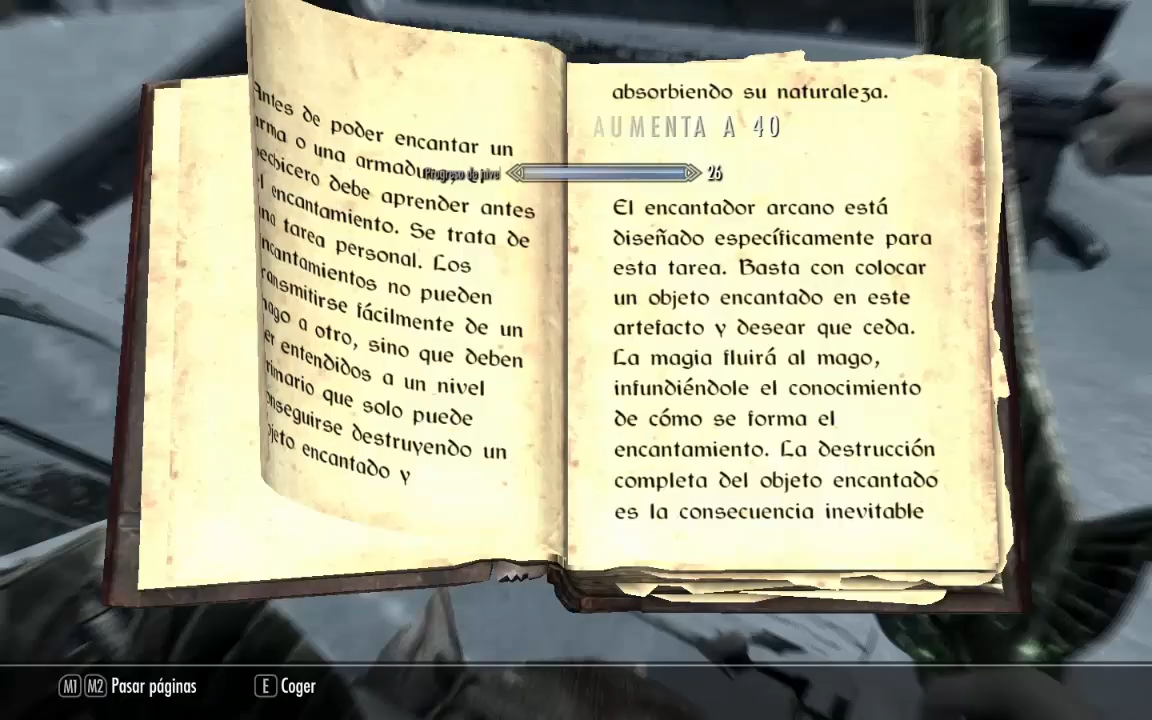 Antes de poder encantar un
arma o una armadura,
hechicero debe aprender antes
el encantamiento. Se trata de
una tarea personal. Los
encantamientos no pueden
transmitirse fácilmente de un
mago a otro, sino que deben
ser entendidos a un nivel
primario que solo puede
conseguirse destruyendo un
objeto encantado y
absorbiendo su naturaleza.
AUMENTA A 40
Progreso de nivel
26
El encantador arcano está
diseñado específicamente para
esta tarea. Basta con colocar
un objeto encantado en este
artefacto y desear que ceda.
La magia fluirá al mago,
infundiéndole el conocimiento
de cómo se forma el
encantamiento. La destrucción
completa del objeto encantado
es la consecuencia inevitable
M1 M2 Pasar páginas
E Coger